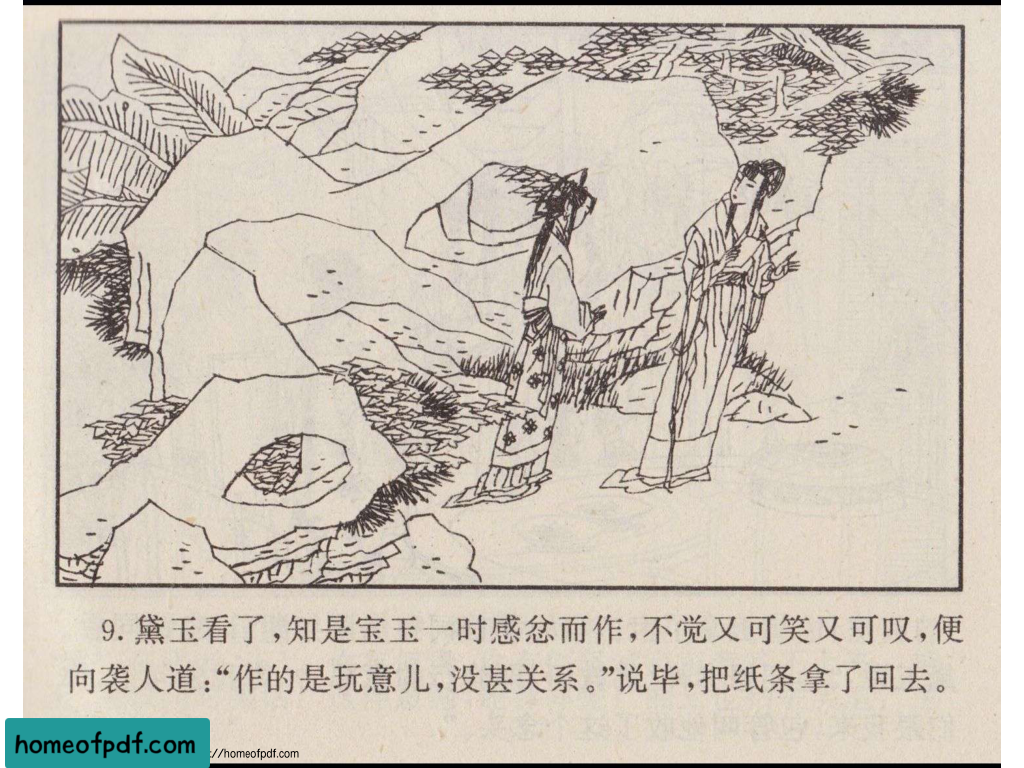 9. 黛玉看了，知是宝玉一时感忿而作，不觉又可笑又可叹，便
向袭人道：“作的是玩意儿，没甚关系。”说毕，把纸条拿了回去。
homeofpdf.com
://homeofpdf.com